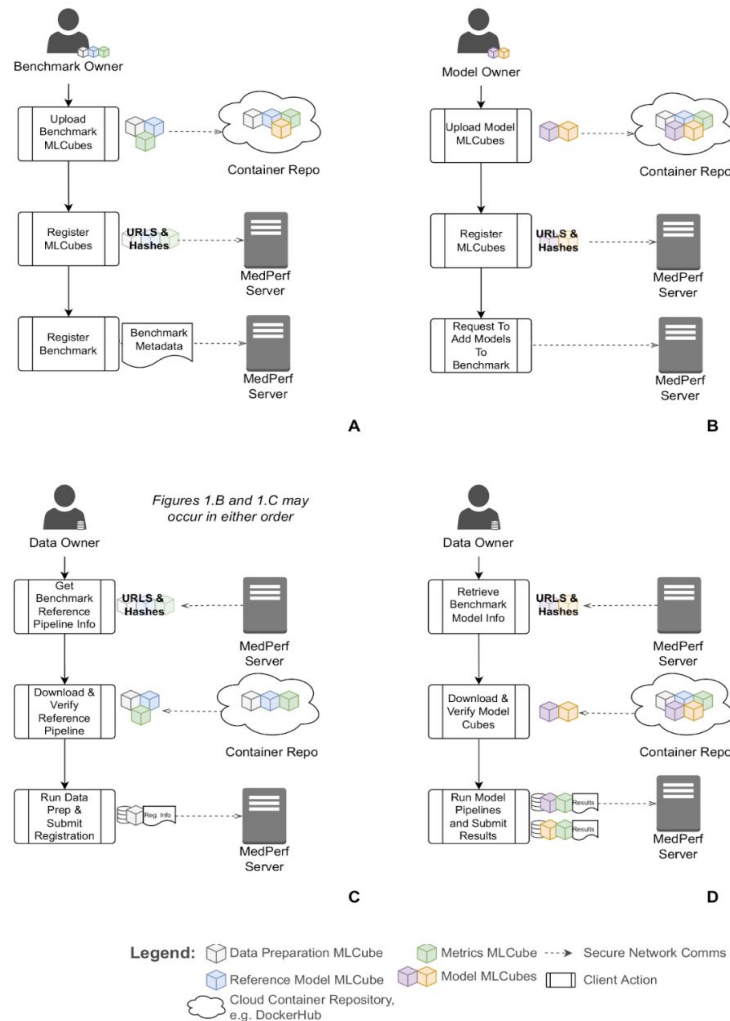 Benchmark Owner
Upload
Benchmark
MLCubes
Container Repo
Register
MLCubes
URLS &
Hashes
MedPerf
Server
Register
Benchmark
Benchmark
Metadata
MedPerf
Server
A
Model Owner
Upload Model
MLCubes
Container Repo
Register
MLCubes
URLS &
Hashes
MedPerf
Server
Request To
Add Models
To
Benchmark
MedPerf
Server
B
Data Owner
Figures 1.B and 1.C may
occur in either order
Get
Benchmark
Reference
Pipeline Info
URLS &
Hashes
MedPerf
Server
Download &
Verify
Reference
Pipeline
Container Repo
Run Data
Prep &
Submit
Registration
Reg. Info
MedPerf
Server
C
Data Owner
Retrieve
Benchmark
Model Info
URLS &
Hashes
MedPerf
Server
Download &
Verify Model
Cubes
Container Repo
Run Model
Pipelines
and Submit
Results
Results
Results
MedPerf
Server
D
Legend:
Data Preparation MLCube
Metrics MLCube
Secure Network Comms
Reference Model MLCube
Model MLCubes
Client Action
Cloud Container Repository,
e.g. DockerHub